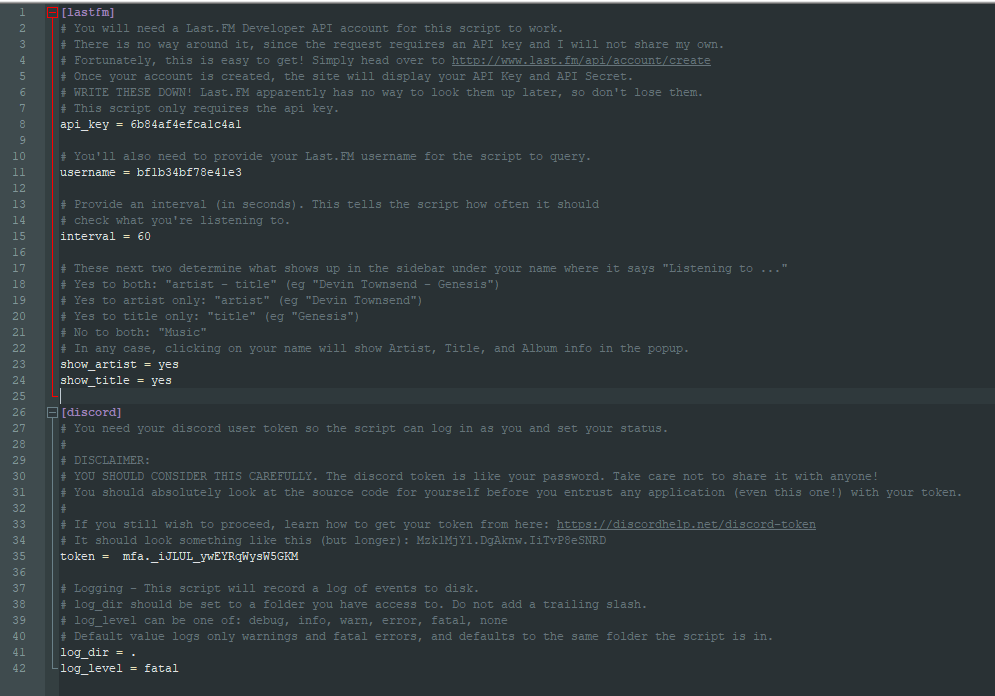 1 [lastfm]
2 # You will need a Last.FM Developer API account for this script to work.
3 # There is no way around it, since the request requires an API key and I will not share my own.
4 # Fortunately, this is easy to get! Simply head over to http://www.last.fm/api/account/create
5 # Once your account is created, the site will display your API Key and API Secret.
6 # WRITE THESE DOWN! Last.FM apparently has no way to look them up later, so don't lose them.
7 # This script only requires the api key.
8 api_key = 6b84af4efca1c4a1
9
10 # You'll also need to provide your Last.FM username for the script to query.
11 username = bf1b34bf78e41e3
12
13 # Provide an interval (in seconds). This tells the script how often it should
14 # check what you're listening to.
15 interval = 60
16
17 # These next two determine what shows up in the sidebar under your name where it says "Listening to ..."
18 # Yes to both: "artist - title" (eg "Devin Townsend - Genesis")
19 # Yes to artist only: "artist" (eg "Devin Townsend")
20 # Yes to title only: "title" (eg "Genesis")
21 # No to both: "Music"
22 # In any case, clicking on your name will show Artist, Title, and Album info in the popup.
23 show_artist = yes
24 show_title = yes
25
26 [discord]
27 # You need your discord user token so the script can log in as you and set your status.
28 #
29 # DISCLAIMER:
30 # YOU SHOULD CONSIDER THIS CAREFULLY. The discord token is like your password. Take care not to share it with anyone!
31 # You should absolutely look at the source code for yourself before you entrust any application (even this one!) with your token.
32 #
33 # If you still wish to proceed, learn how to get your token from here: https://discordhelp.net/discord-token
34 # It should look something like this (but longer): Mzk1MjY1.DgAknw.IiTvP8eSNRD
35 token = mfa._iJLUL_ywEYRqWysW5GKM
36
37 # Logging - This script will record a log of events to disk.
38 # log_dir should be set to a folder you have access to. Do not add a trailing slash.
39 # log_level can be one of: debug, info, warn, error, fatal, none
40 # Default value logs only warnings and fatal errors, and defaults to the same folder the script is in.
41 log_dir = .
42 log_level = fatal